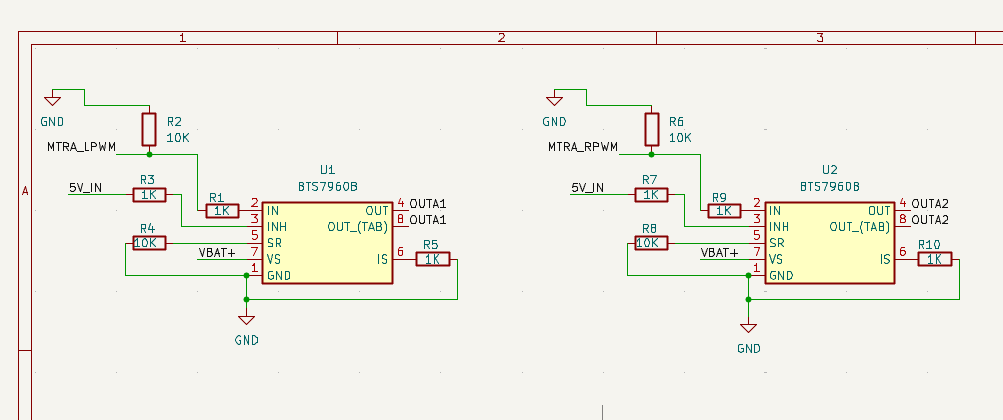 1 2 3
A
GND
R2
10K
MTRA_LPWM
5V_IN
R3
1K
R1
1K
R4
10K
VBAT+
U1
BTS7960B
2 IN
3 INH
5 SR
7 VS
1 GND
OUT 4 OUTA1
OUT_(TAB) 8 OUTA1
IS 6
R5
1K
GND
GND
R6
10K
MTRA_RPWM
5V_IN
R7
1K
R9
1K
R8
10K
VBAT+
U2
BTS7960B
2 IN
3 INH
5 SR
7 VS
1 GND
OUT 4 OUTA2
OUT_(TAB) 8 OUTA2
IS 6
R10
1K
GND